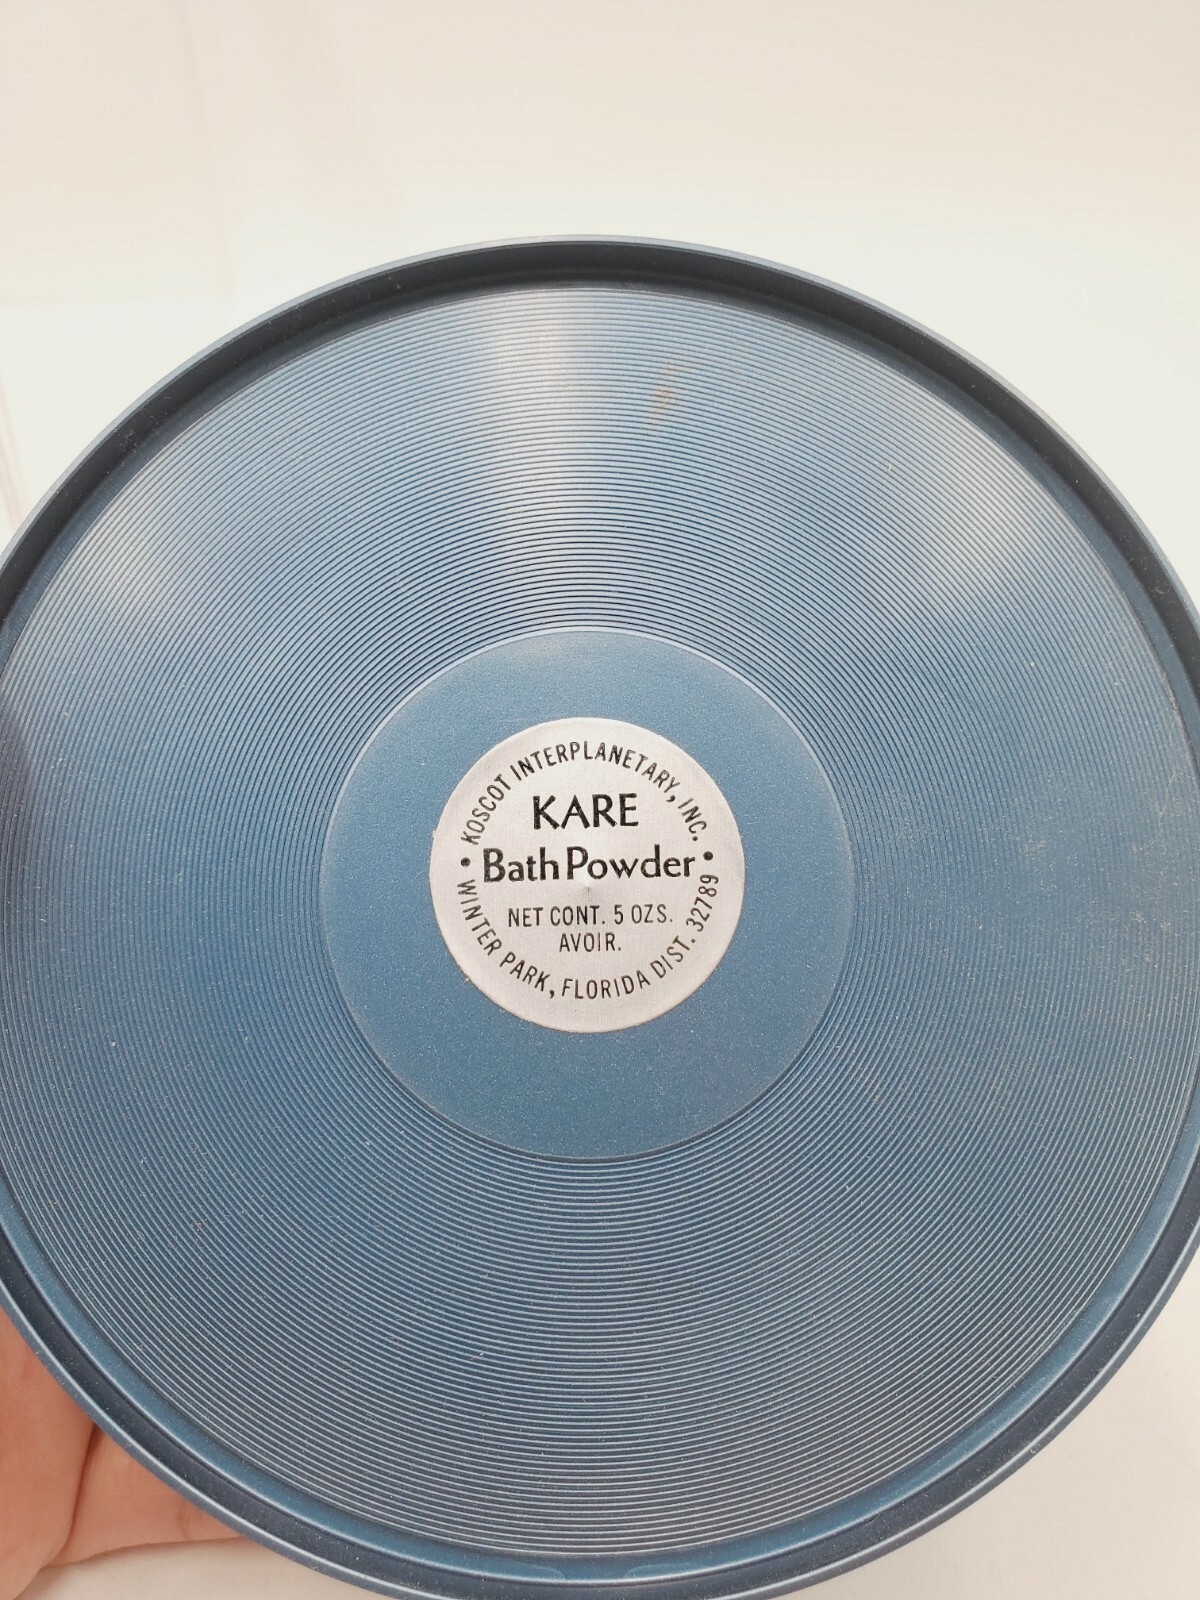 KOSCOT INTERPLANETARY, INC.
KARE
• Bath Powder •
NET CONT. 5 OZS.
AVOIR.
WINTER PARK, FLORIDA DIST. 32789